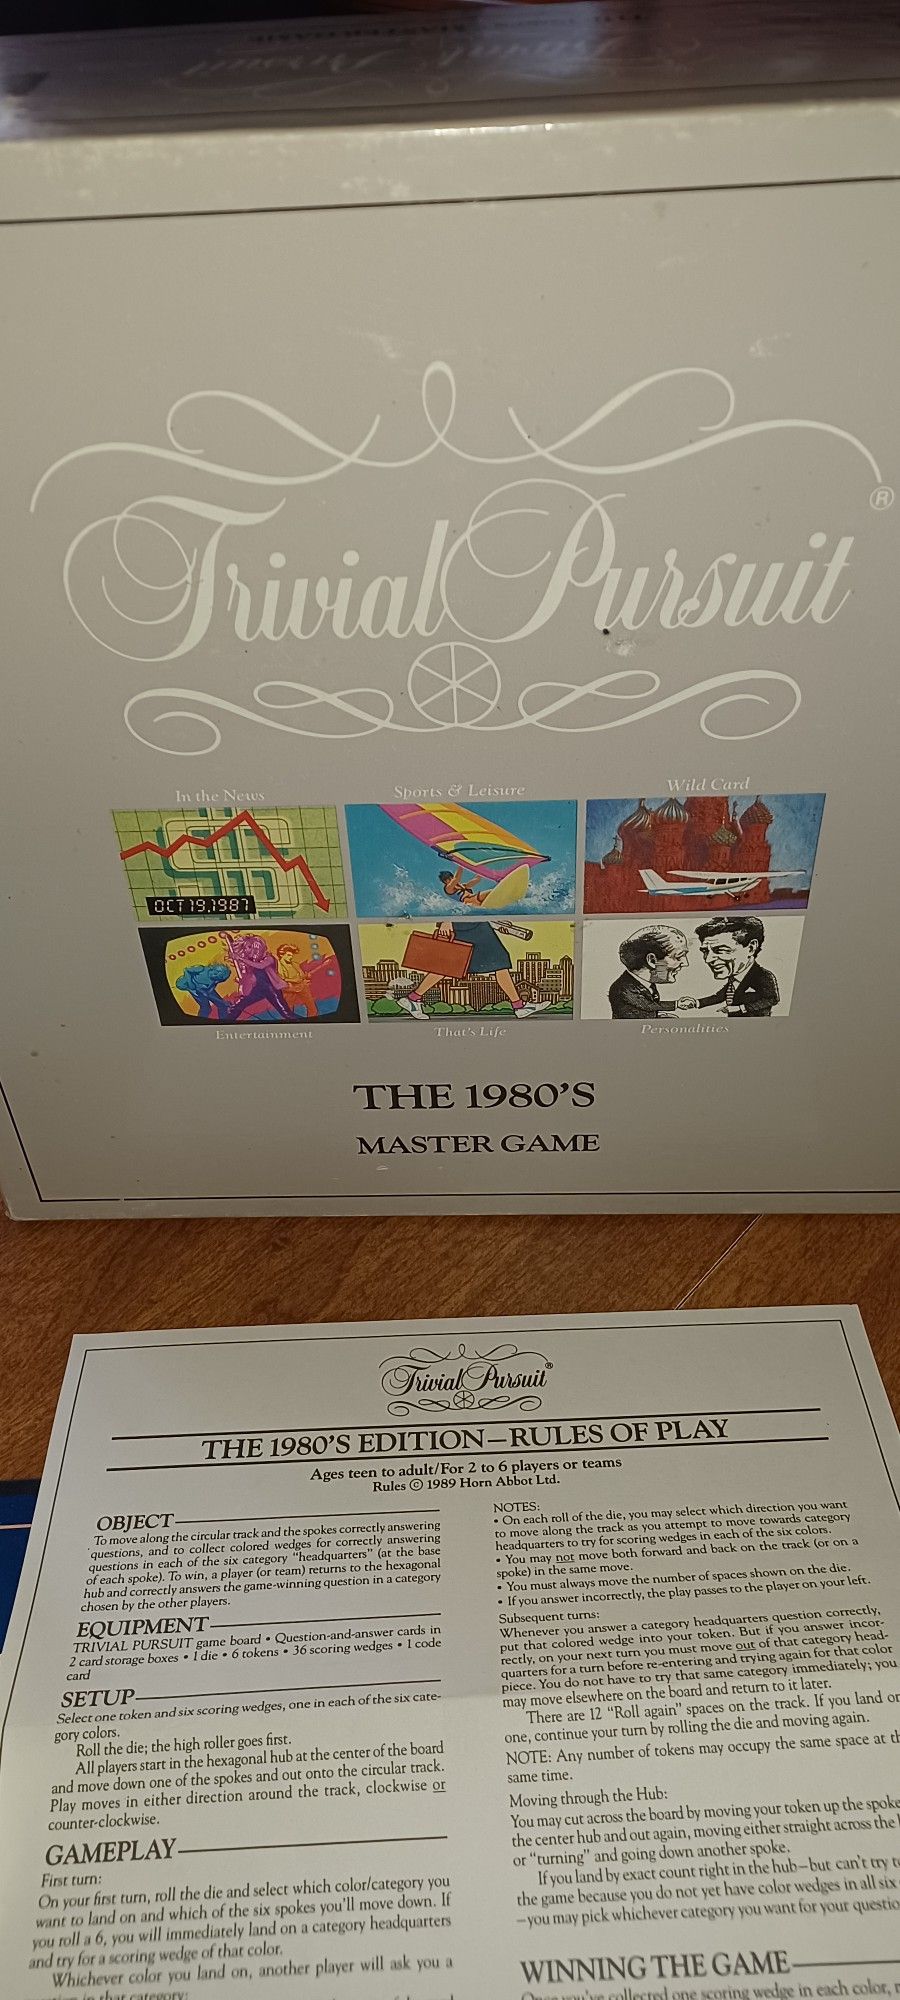 Trivial Pursuit
®
In the News
Sports & Leisure
Wild Card
OCT 19,1987
Entertainment
That's Life
Personalities
THE 1980'S
MASTER GAME
Trivial Pursuit®
THE 1980'S EDITION—RULES OF PLAY
Ages teen to adult/For 2 to 6 players or teams
Rules © 1989 Horn Abbot Ltd.
OBJECT
To move along the circular track and the spokes correctly answering
questions, and to collect colored wedges for correctly answering
questions in each of the six category "headquarters" (at the base
of each spoke). To win, a player (or team) returns to the hexagonal
hub and correctly answers the game-winning question in a category
chosen by the other players.
EQUIPMENT
TRIVIAL PURSUIT game board • Question-and-answer cards in
2 card storage boxes • 1 die • 6 tokens • 36 scoring wedges • 1 code
card
SETUP
Select one token and six scoring wedges, one in each of the six cate-
gory colors.
Roll the die; the high roller goes first.
All players start in the hexagonal hub at the center of the board
and move down one of the spokes and out onto the circular track.
Play moves in either direction around the track, clockwise or
counter-clockwise.
GAMEPLAY
First turn:
On your first turn, roll the die and select which color/category you
want to land on and which of the six spokes you'll move down. If
you roll a 6, you will immediately land on a category headquarters
and try for a scoring wedge of that color.
Whichever color you land on, another player will ask you a
in that category:
NOTES:
• On each roll of the die, you may select which direction you want
to move along the track as you attempt to move towards category
headquarters to try for scoring wedges in each of the six colors.
• You may not move both forward and back on the track (or on a
spoke) in the same move.
• You must always move the number of spaces shown on the die.
• If you answer incorrectly, the play passes to the player on your left.
Subsequent turns:
Whenever you answer a category headquarters question correctly,
put that colored wedge into your token. But if you answer incor-
rectly, on your next turn you must move out of that category head-
quarters for a turn before re-entering and trying again for that color
piece. You do not have to try that same category immediately; you
may move elsewhere on the board and return to it later.
There are 12 "Roll again" spaces on the track. If you land on
one, continue your turn by rolling the die and moving again.
NOTE: Any number of tokens may occupy the same space at th
same time.
Moving through the Hub:
You may cut across the board by moving your token up the spoke
the center hub and out again, moving either straight across the
or "turning" and going down another spoke.
If you land by exact count right in the hub—but can't try t
the game because you do not yet have color wedges in all six
—you may pick whichever category you want for your questio
WINNING THE GAME
Once you've collected one scoring wedge in each color,